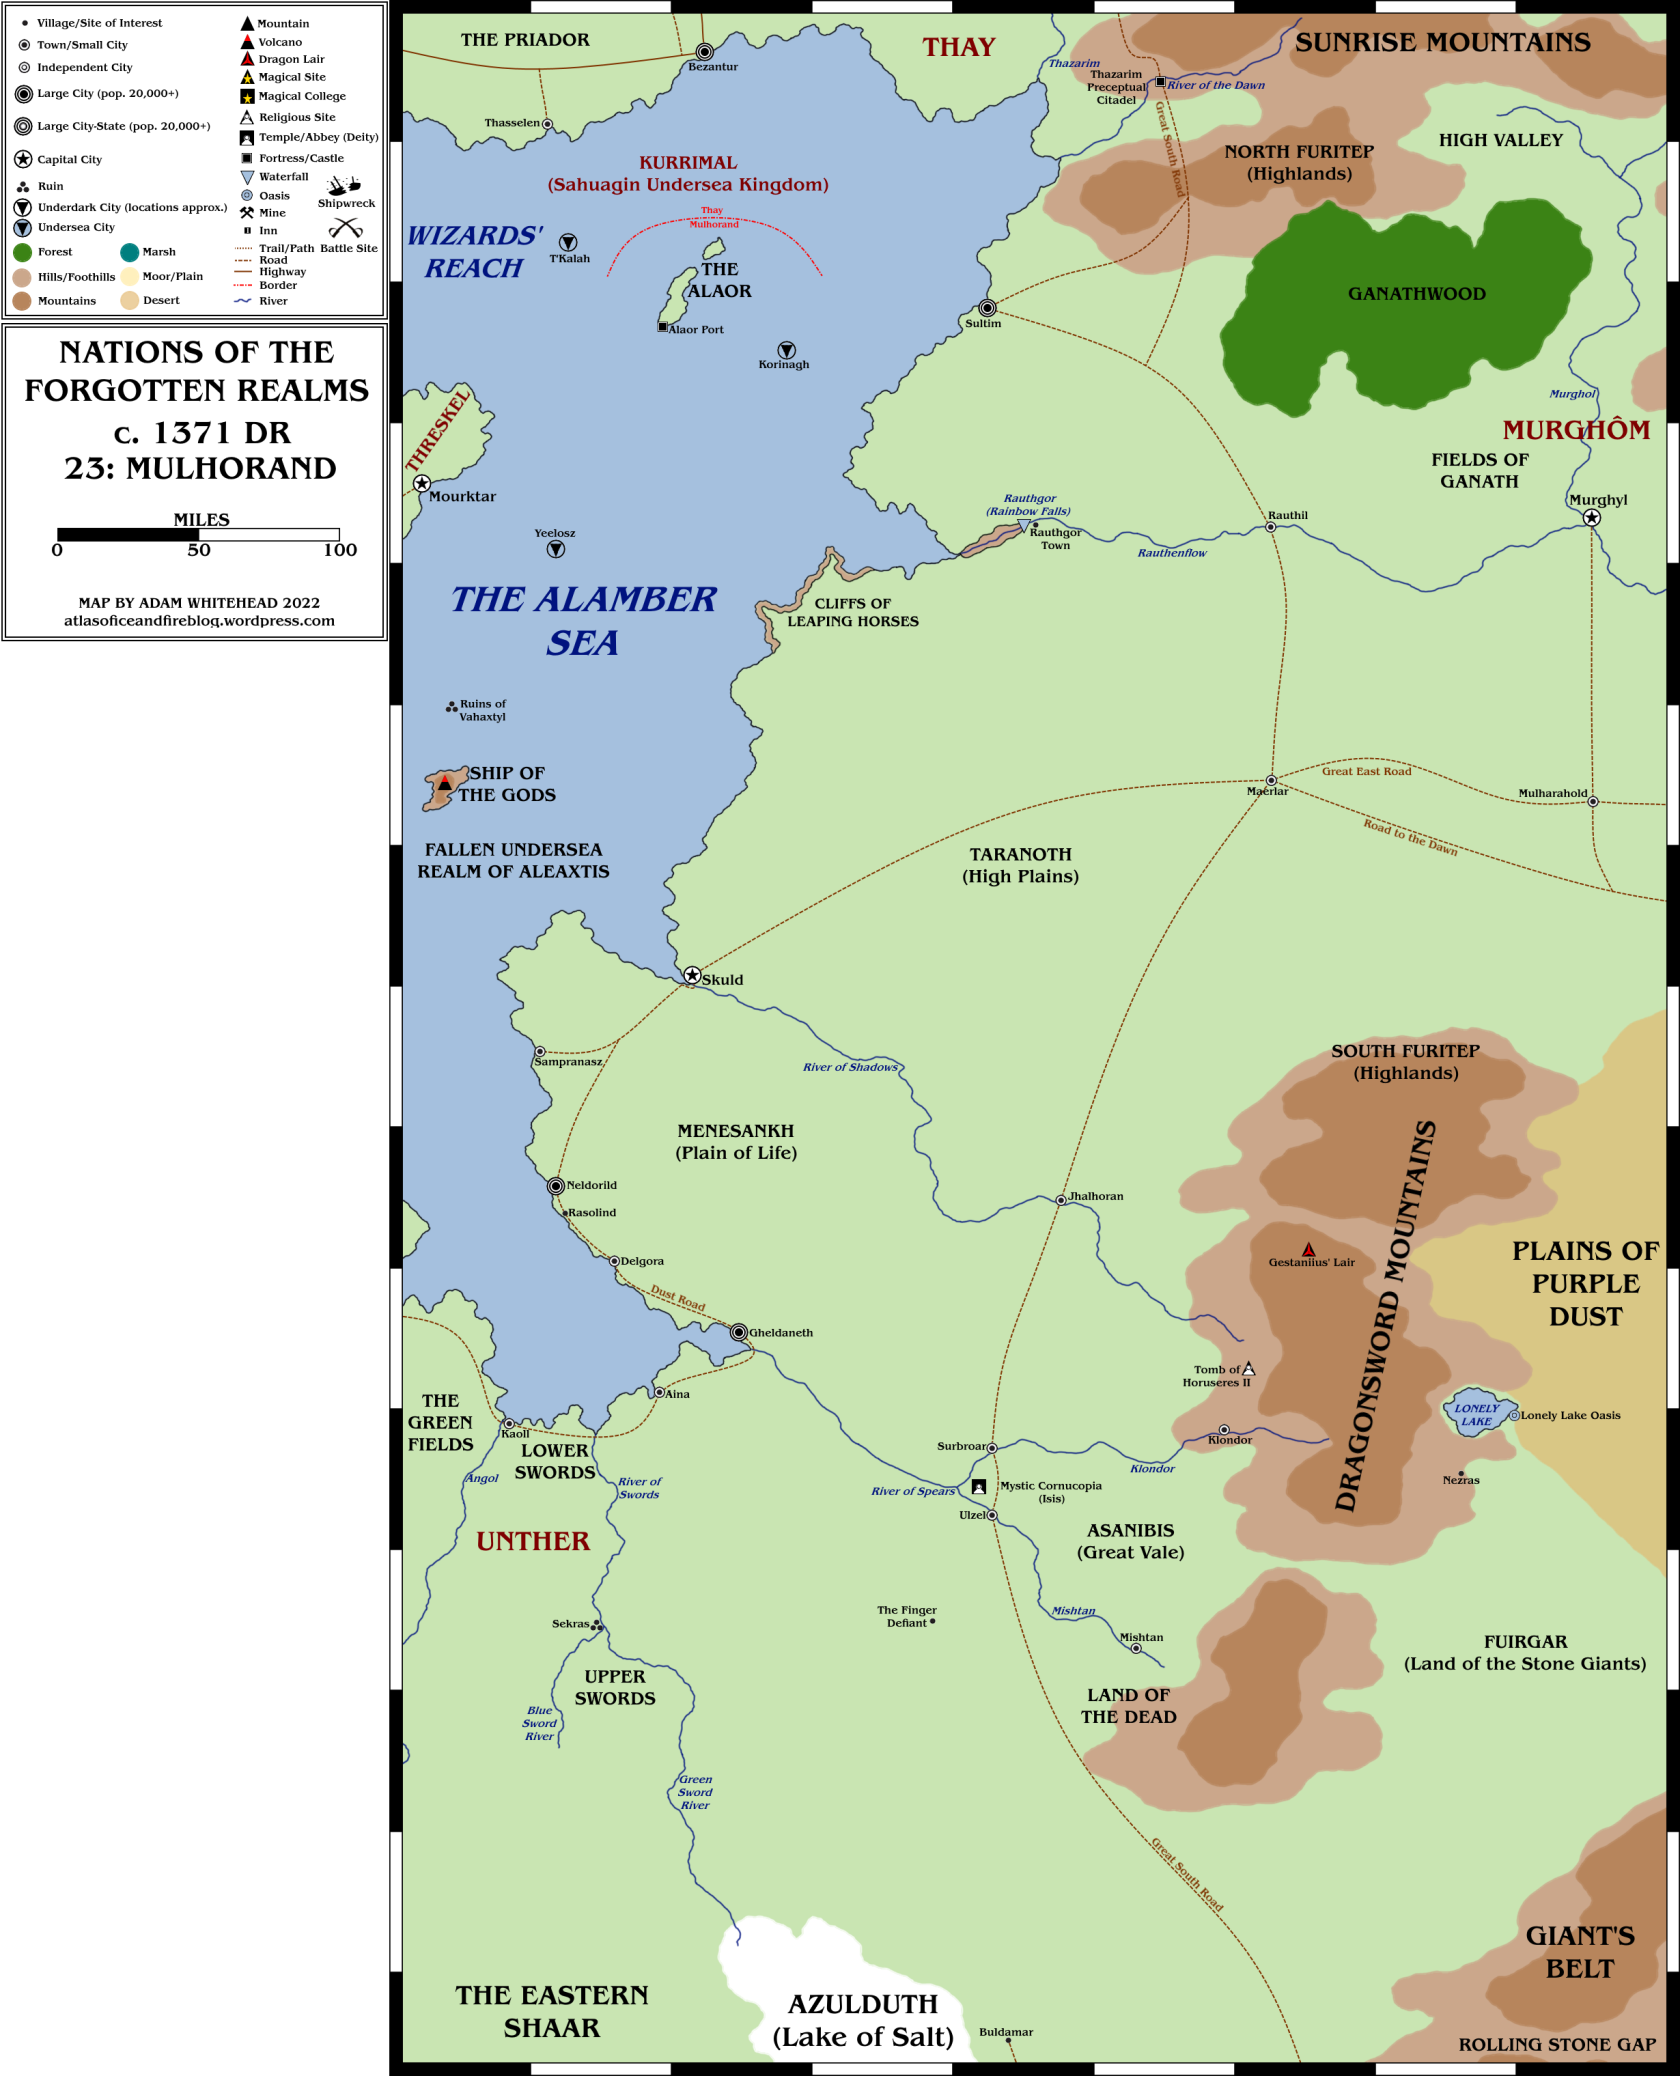 Village/Site of Interest
Town/Small City
Independent City
Large City (pop. 20,000+)
Large City-State (pop. 20,000+)
Capital City
Ruin
Underdark City (locations approx.)
Undersea City
Forest
Marsh
Hills/Foothills
Moor/Plain
Mountains
Desert
Mountain
Volcano
Dragon Lair
Magical Site
Magical College
Religious Site
Temple/Abbey (Deity)
Fortress/Castle
Waterfall
Oasis
Mine
Inn
Shipwreck
Trail/Path
Battle Site
Road
Highway
Border
River
NATIONS OF THE
FORGOTTEN REALMS
c. 1371 DR
23: MULHORAND
MILES
0 50 100
MAP BY ADAM WHITEHEAD 2022
atlasoficeandfireblog.wordpress.com
THE PRIADOR
Bezantur
THAY
SUNRISE MOUNTAINS
Thazarim
Thazarim
Preceptual
Citadel
River of the Dawn
Great South Road
Thasselen
HIGH VALLEY
NORTH FURITEP
(Highlands)
KURRIMAL
(Sahuagin Undersea Kingdom)
Thay
Mulhorand
WIZARDS'
REACH
T'Kalah
THE
ALAOR
Alaor Port
Korinagh
Sultim
GANATHWOOD
Murghol
MURGHÔM
FIELDS OF
GANATH
Murghyl
THRESKEL
Mourktar
Yeelosz
Rauthgor
(Rainbow Falls)
Rauthgor
Town
Rauthenflow
Rauthil
THE ALAMBER
SEA
CLIFFS OF
LEAPING HORSES
Ruins of
Vahaxtyl
SHIP OF
THE GODS
FALLEN UNDERSEA
REALM OF ALEAXTIS
Maerlar
Great East Road
Mulharahold
Road to the Dawn
TARANOTH
(High Plains)
Skuld
Sampranasz
River of Shadows
SOUTH FURITEP
(Highlands)
MENESANKH
(Plain of Life)
Neldorild
Rasolind
Jhalhoran
Delgora
Dust Road
Gheldaneth
DRAGONSWORD MOUNTAINS
Gestaniius' Lair
PLAINS OF
PURPLE
DUST
Tomb of
Horuseres II
Aina
THE
GREEN
FIELDS
Kaoll
LOWER
SWORDS
Angol
River of
Swords
LONELY
LAKE
Lonely Lake Oasis
Klondor
Surbroar
Klondor
Nezras
River of Spears
Mystic Cornucopia
(Isis)
Ulzel
UNTHER
ASANIBIS
(Great Vale)
The Finger
Defiant
Mishtan
Mishtan
Sekras
FUIRGAR
(Land of the Stone Giants)
UPPER
SWORDS
LAND OF
THE DEAD
Blue
Sword
River
Green
Sword
River
Great South Road
GIANT'S
BELT
THE EASTERN
SHAAR
AZULDUTH
(Lake of Salt)
Buldamar
ROLLING STONE GAP